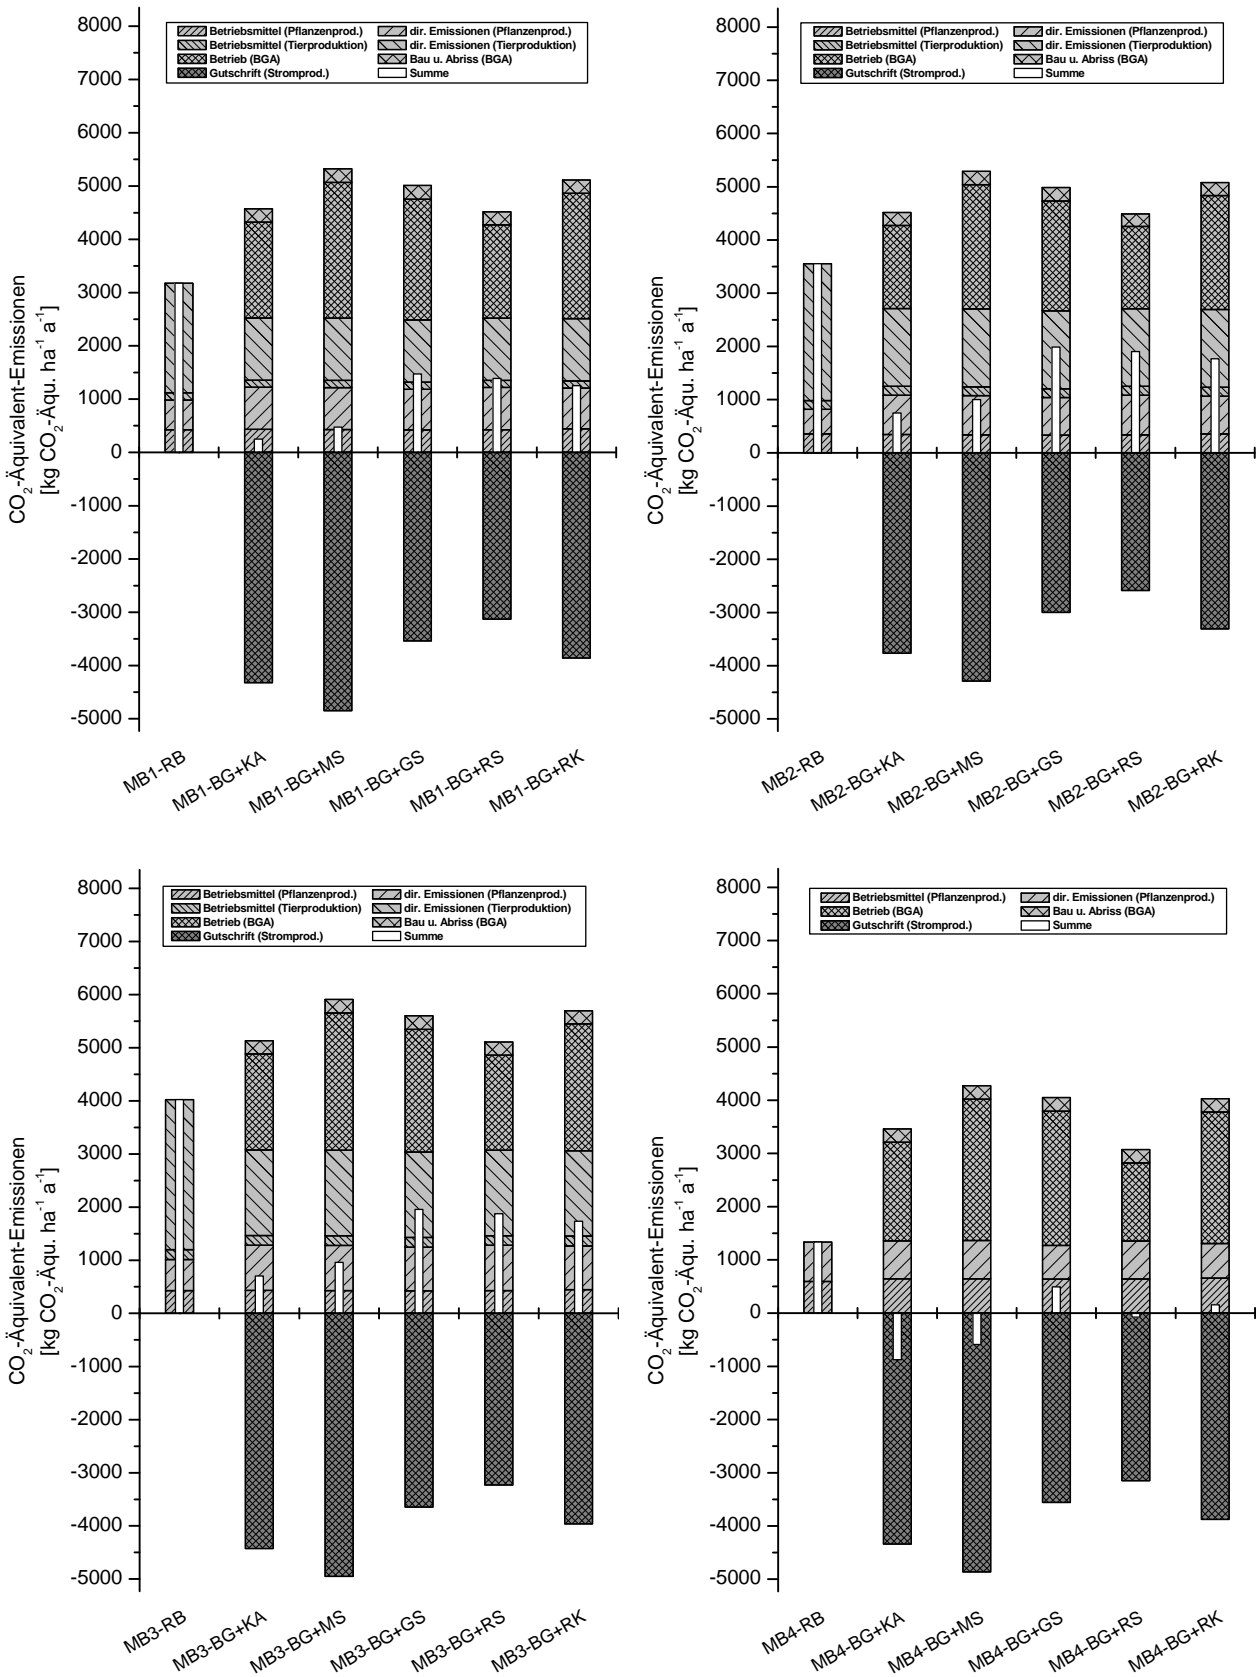 8000
7000
6000
5000
4000
3000
2000
1000
0
-1000
-2000
-3000
-4000
-5000
CO2-Äquivalent-Emissionen
[kg CO2-Äqu. ha-1 a-1]
Betriebsmittel (Pflanzenprod.) dir. Emissionen (Pflanzenprod.)
Betriebsmittel (Tierproduktion) dir. Emissionen (Tierproduktion)
Betrieb (BGA) Bau u. Abriss (BGA)
Gutschrift (Stromprod.) Summe
MB1-RB
MB1-BG+KA
MB1-BG+MS
MB1-BG+GS
MB1-BG+RS
MB1-BG+RK
8000
7000
6000
5000
4000
3000
2000
1000
0
-1000
-2000
-3000
-4000
-5000
CO2-Äquivalent-Emissionen
[kg CO2-Äqu. ha-1 a-1]
Betriebsmittel (Pflanzenprod.) dir. Emissionen (Pflanzenprod.)
Betriebsmittel (Tierproduktion) dir. Emissionen (Tierproduktion)
Betrieb (BGA) Bau u. Abriss (BGA)
Gutschrift (Stromprod.) Summe
MB2-RB
MB2-BG+KA
MB2-BG+MS
MB2-BG+GS
MB2-BG+RS
MB2-BG+RK
8000
7000
6000
5000
4000
3000
2000
1000
0
-1000
-2000
-3000
-4000
-5000
CO2-Äquivalent-Emissionen
[kg CO2-Äqu. ha-1 a-1]
Betriebsmittel (Pflanzenprod.) dir. Emissionen (Pflanzenprod.)
Betriebsmittel (Tierproduktion) dir. Emissionen (Tierproduktion)
Betrieb (BGA) Bau u. Abriss (BGA)
Gutschrift (Stromprod.) Summe
MB3-RB
MB3-BG+KA
MB3-BG+MS
MB3-BG+GS
MB3-BG+RS
MB3-BG+RK
8000
7000
6000
5000
4000
3000
2000
1000
0
-1000
-2000
-3000
-4000
-5000
CO2-Äquivalent-Emissionen
[kg CO2-Äqu. ha-1 a-1]
Betriebsmittel (Pflanzenprod.) dir. Emissionen (Pflanzenprod.)
Betrieb (BGA) Bau u. Abriss (BGA)
Gutschrift (Stromprod.) Summe
MB4-RB
MB4-BG+KA
MB4-BG+MS
MB4-BG+GS
MB4-BG+RS
MB4-BG+RK